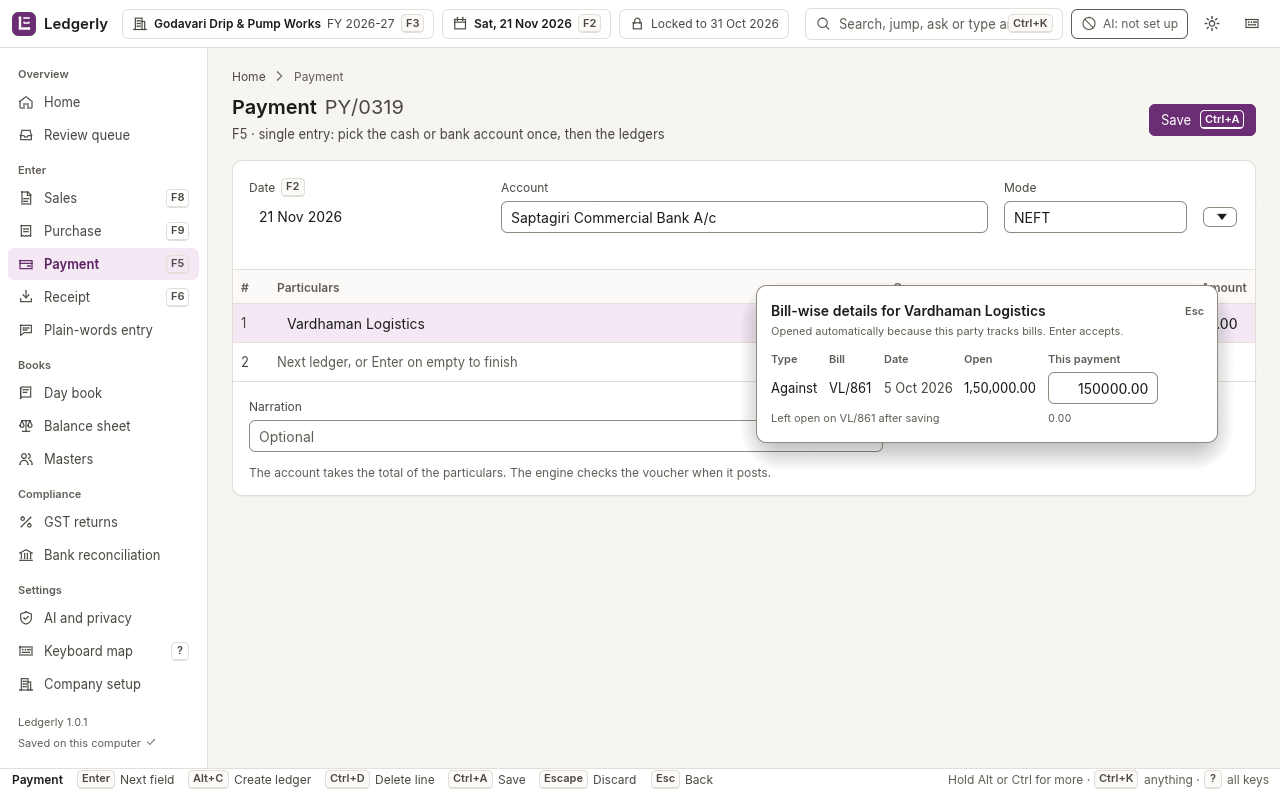 Ledgerly
Godavari Drip & Pump Works FY 2026-27 F3
Sat, 21 Nov 2026 F2
Locked to 31 Oct 2026
Search, jump, ask or type a Ctrl+K
AI: not set up
Overview
Home
Review queue
Enter
Sales F8
Purchase F9
Payment F5
Receipt F6
Plain-words entry
Books
Day book
Balance sheet
Masters
Compliance
GST returns
Bank reconciliation
Settings
AI and privacy
Keyboard map ?
Company setup
Ledgerly 1.0.1
Saved on this computer
Home Payment
Payment PY/0319
F5 · single entry: pick the cash or bank account once, then the ledgers
Save Ctrl+A
Date F2 Account Mode
21 Nov 2026 Saptagiri Commercial Bank A/c NEFT
# Particulars
1 Vardhaman Logistics .00
2 Next ledger, or Enter on empty to finish
Bill-wise details for Vardhaman Logistics Esc
Opened automatically because this party tracks bills. Enter accepts.
Type Bill Date Open This payment
Against VL/861 5 Oct 2026 1,50,000.00 150000.00
Left open on VL/861 after saving 0.00
Narration
Optional
The account takes the total of the particulars. The engine checks the voucher when it posts.
Payment Enter Next field Alt+C Create ledger Ctrl+D Delete line Ctrl+A Save Escape Discard Esc Back
Hold Alt or Ctrl for more · Ctrl+K anything · ? all keys